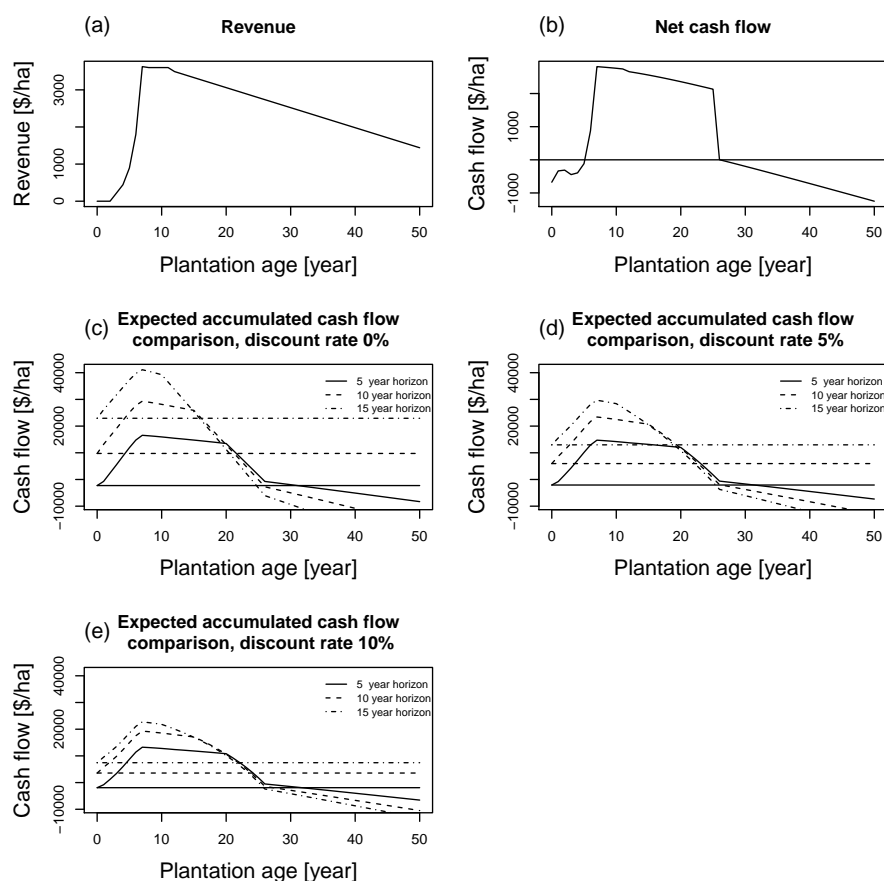 (a) Revenue
Revenue [$/ha]
0 1000 3000
0 10 20 30 40 50
Plantation age [year]
(b) Net cash flow
Cash flow [$/ha]
−1000 1000
0 10 20 30 40 50
Plantation age [year]
(c) Expected accumulated cash flow
comparison, discount rate 0%
Cash flow [$/ha]
−10000 20000 40000
5 year horizon
10 year horizon
15 year horizon
0 10 20 30 40 50
Plantation age [year]
(d) Expected accumulated cash flow
comparison, discount rate 5%
Cash flow [$/ha]
−10000 20000 40000
5 year horizon
10 year horizon
15 year horizon
0 10 20 30 40 50
Plantation age [year]
(e) Expected accumulated cash flow
comparison, discount rate 10%
Cash flow [$/ha]
−10000 20000 40000
5 year horizon
10 year horizon
15 year horizon
0 10 20 30 40 50
Plantation age [year]